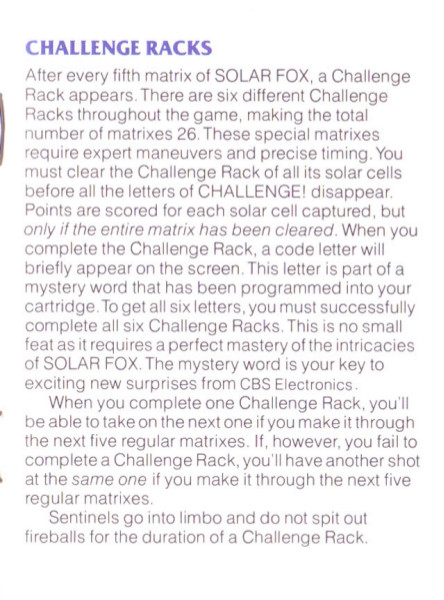 CHALLENGE RACKS
After every fifth matrix of SOLAR FOX, a Challenge
Rack appears. There are six different Challenge
Racks throughout the game, making the total
number of matrixes 26. These special matrixes
require expert maneuvers and precise timing. You
must clear the Challenge Rack of all its solar cells
before all the letters of CHALLENGE! disappear.
Points are scored for each solar cell captured, but
only if the entire matrix has been cleared. When you
complete the Challenge Rack, a code letter will
briefly appear on the screen. This letter is part of a
mystery word that has been programmed into your
cartridge. To get all six letters, you must successfully
complete all six Challenge Racks. This is no small
feat as it requires a perfect mastery of the intricacies
of SOLAR FOX. The mystery word is your key to
exciting new surprises from CBS Electronics.
When you complete one Challenge Rack, you'll
be able to take on the next one if you make it through
the next five regular matrixes. If, however, you fail to
complete a Challenge Rack, you'll have another shot
at the same one if you make it through the next five
regular matrixes.
Sentinels go into limbo and do not spit out
fireballs for the duration of a Challenge Rack.